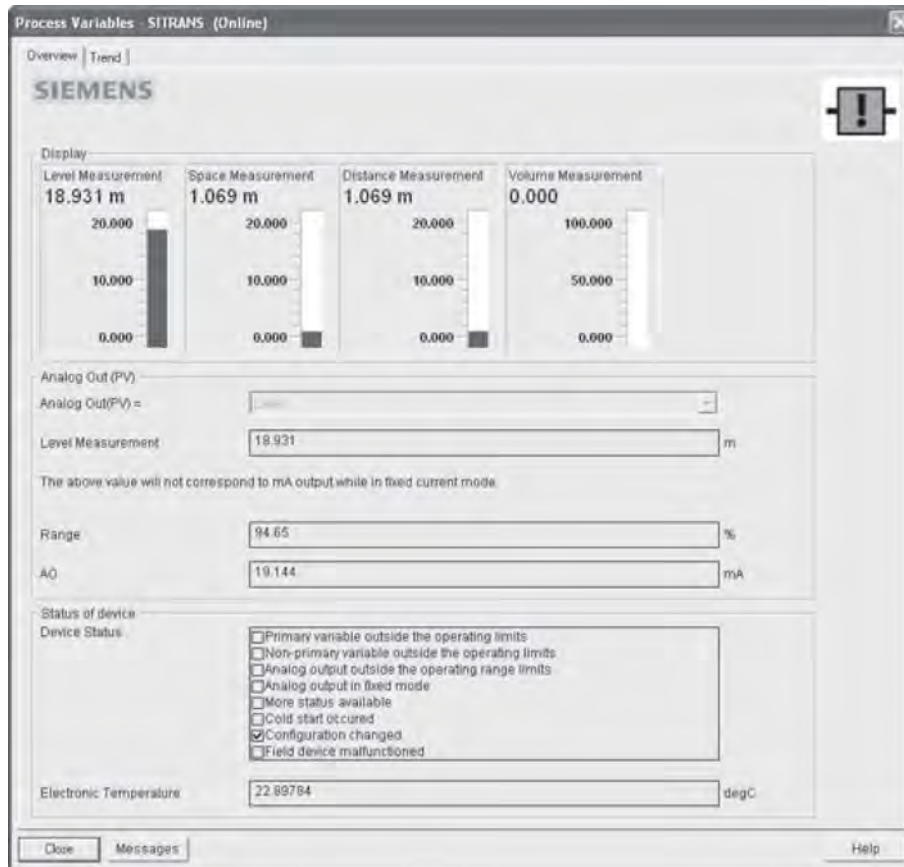 Process Variables - SITRANS (Online)
Overview Trend
SIEMENS
Display
Level Measurement Space Measurement Distance Measurement Volume Measurement
18.931 m 1.069 m 1.069 m 0.000
20.000 20.000 20.000 100.000
10.000 10.000 10.000 50.000
0.000 0.000 0.000 0.000
Analog Out (PV)
Analog Out(PV) =
Level Measurement 18.931 m
The above value will not correspond to mA output while in fixed current mode.
Range 94.65 %
AO 19.144 mA
Status of device
Device Status
Primary variable outside the operating limits
Non-primary variable outside the operating limits
Analog output outside the operating range limits
Analog output in fixed mode
More status available
Cold start occured
Configuration changed
Field device malfunctioned
Electronic Temperature 22.89784 degC
Close Messages Help